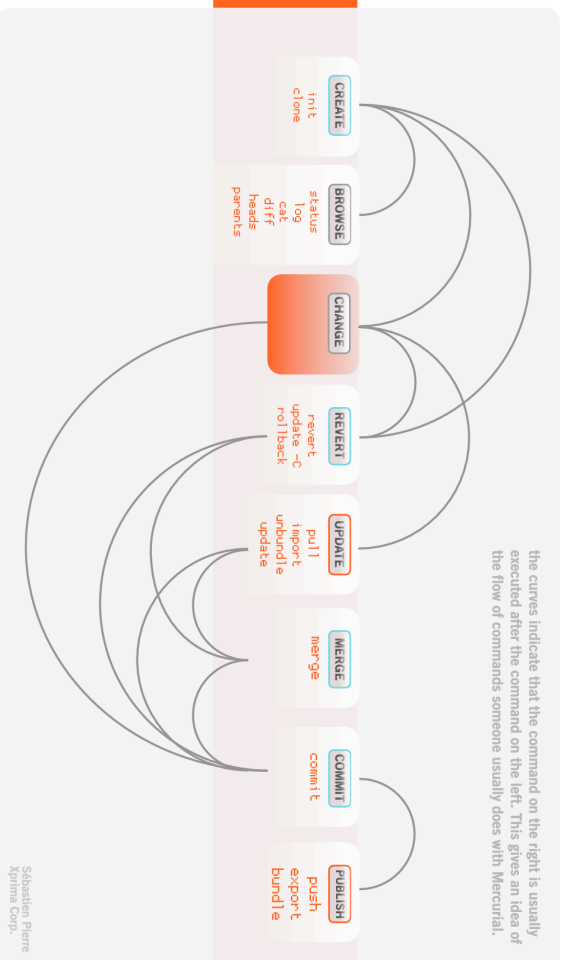 CREATE
init
clone
BROWSE
status
log
cat
diff
heads
parents
CHANGE
REVERT
revert
update -C
rollback
UPDATE
pull
import
unbundle
update
MERGE
merge
COMMIT
commit
PUBLISH
push
export
bundle
the curves indicate that the command on the right is usually
executed after the command on the left. This gives an idea of
the flow of commands someone usually does with Mercurial.
Sébastien Pierre
Xprima Corp.